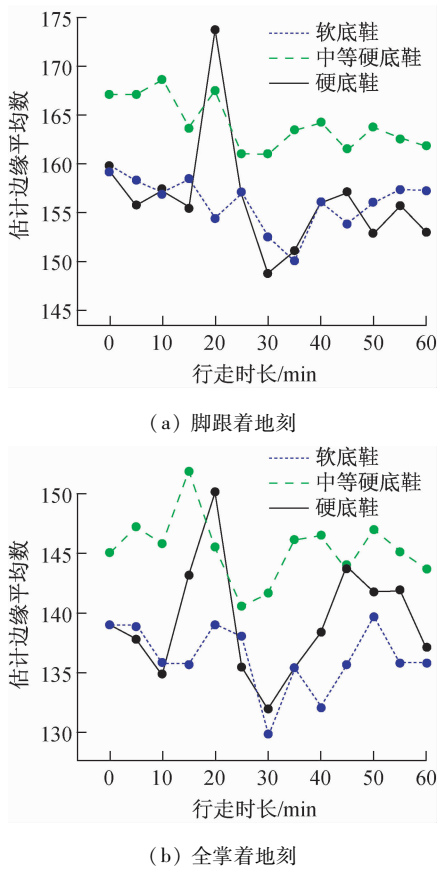 175
170
165
160
155
150
145
估计边缘平均数
软底鞋
中等硬底鞋
硬底鞋
0 10 20 30 40 50 60
行走时长/min
(a) 脚跟着地刻
150
145
140
135
130
估计边缘平均数
软底鞋
中等硬底鞋
硬底鞋
0 10 20 30 40 50 60
行走时长/min
(b) 全掌着地刻